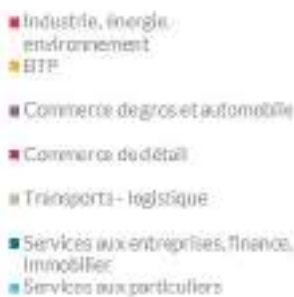 Industrie, énergie,
environnement
BTP
Commerce de gros et automobile
Commerce de détail
Transports - logistique
Services aux entreprises, finance,
immobilier
Services aux particuliers